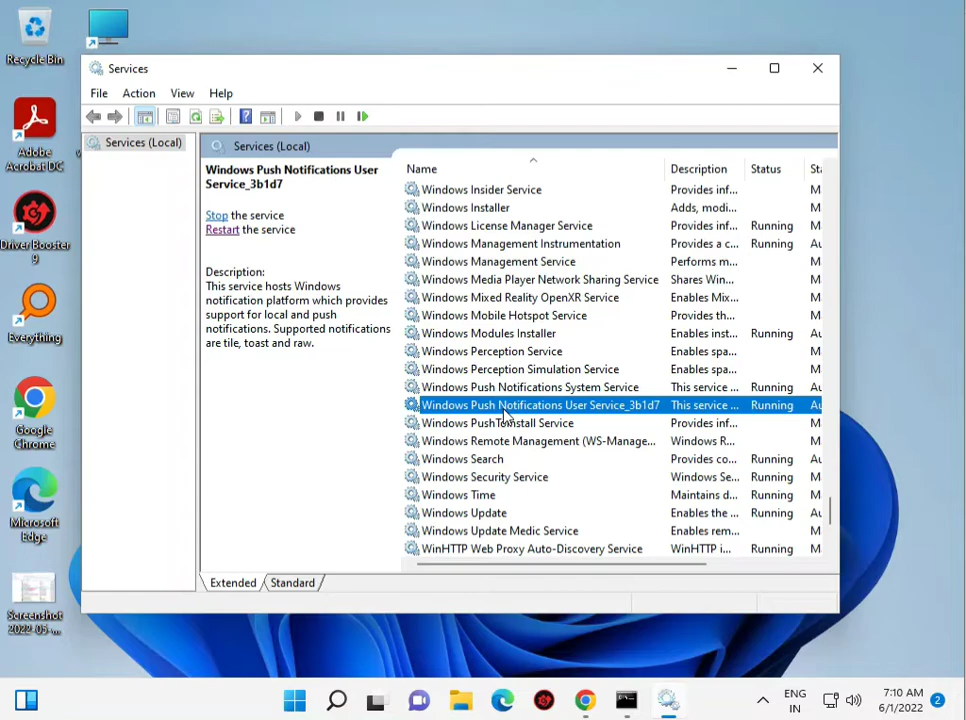 Recycle Bin
Adobe
Acrobat DC
Driver Booster
9
Everything
Google
Chrome
Microsoft
Edge
Screenshot
2022-05-...
Services
File Action View Help
Services (Local)
Services (Local)
Windows Push Notifications User
Service_3b1d7
Stop the service
Restart the service
Description:
This service hosts Windows
notification platform which provides
support for local and push
notifications. Supported notifications
are tile, toast and raw.
Name Description Status Sta
Windows Insider Service Provides inf... M
Windows Installer Adds, modi... M
Windows License Manager Service Provides inf... Running M
Windows Management Instrumentation Provides a c... Running Au
Windows Management Service Performs m... M
Windows Media Player Network Sharing Service Shares Win... M
Windows Mixed Reality OpenXR Service Enables Mix... M
Windows Mobile Hotspot Service Provides th... M
Windows Modules Installer Enables inst... Running M
Windows Perception Service Enables spa... M
Windows Perception Simulation Service Enables spa... M
Windows Push Notifications System Service This service ... Running Au
Windows Push Notifications User Service_3b1d7 This service ... Running Au
Windows PushToInstall Service Provides inf... M
Windows Remote Management (WS-Manage... Windows R... M
Windows Search Provides co... Running Au
Windows Security Service Windows Se... Running M
Windows Time Maintains d... Running M
Windows Update Enables the ... Running Au
Windows Update Medic Service Enables rem... M
WinHTTP Web Proxy Auto-Discovery Service WinHTTP i... Running M
Extended Standard
ENG
IN
7:10 AM
6/1/2022
2